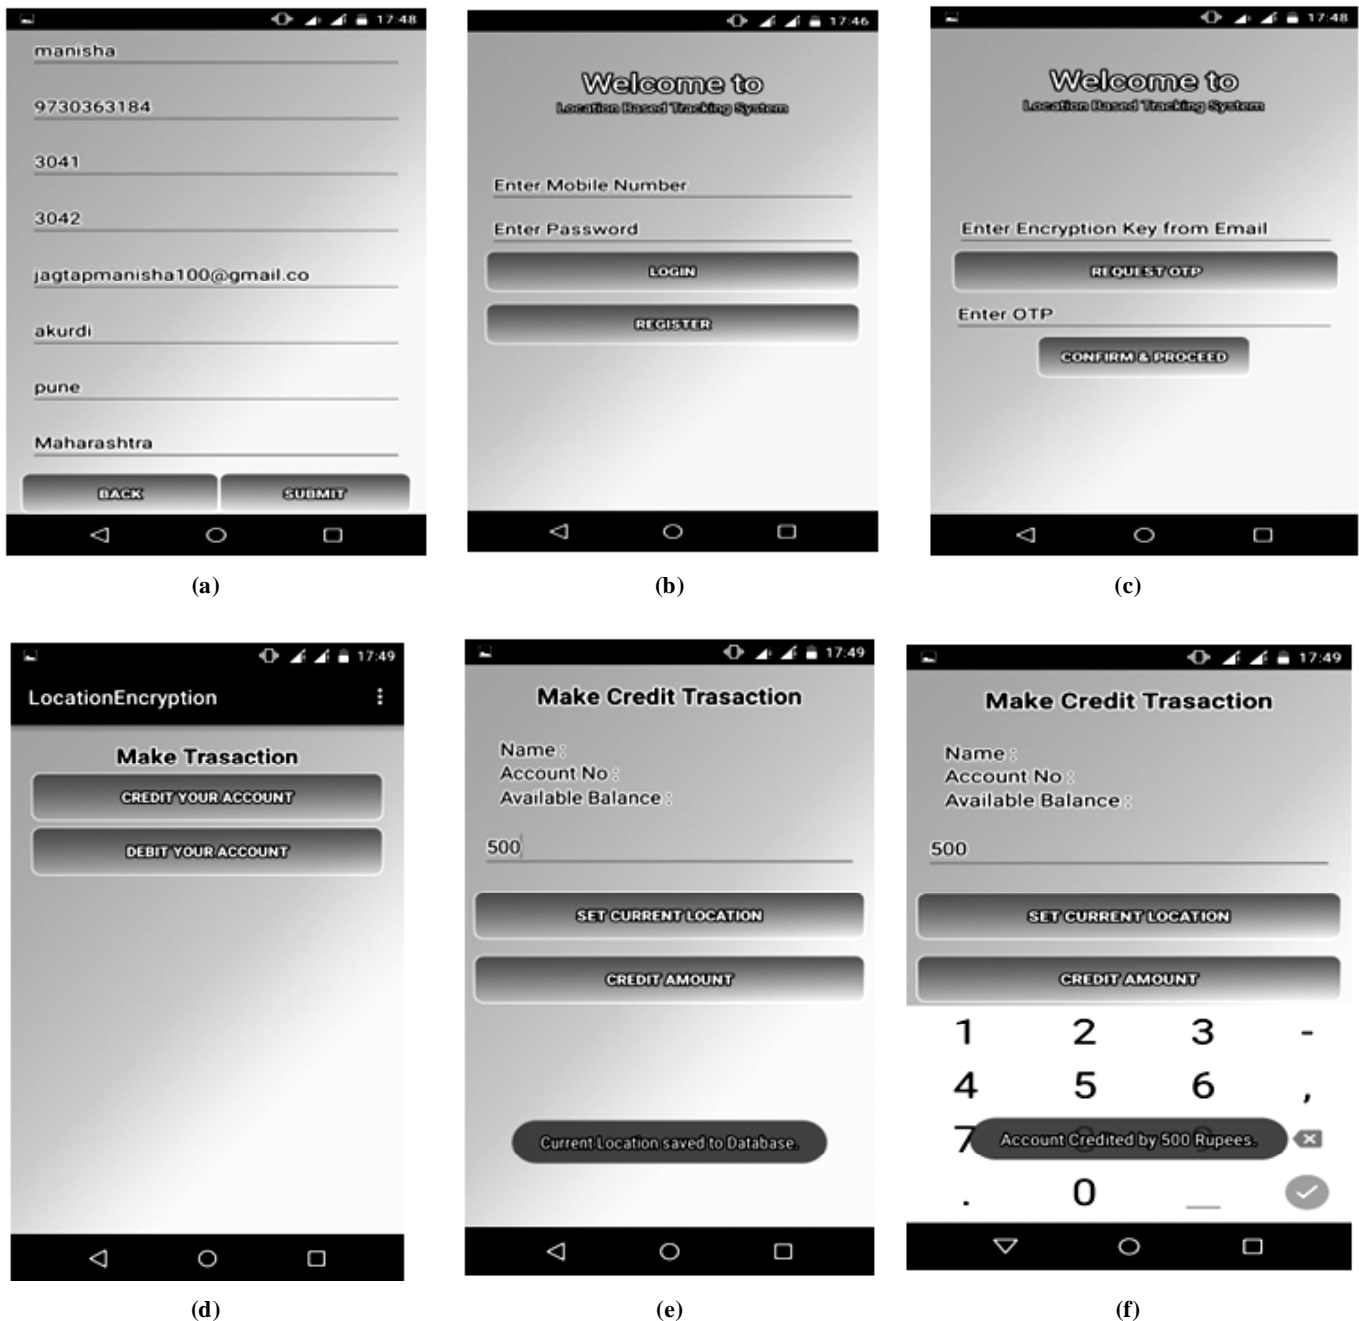 17:48
manisha
9730363184
3041
3042
jagtapmanisha100@gmail.co
akurdi
pune
Maharashtra
BACK SUBMIT
(a)
17:46
Welcome to
Location Based Tracking System
Enter Mobile Number
Enter Password
LOGIN
REGISTER
(b)
17:48
Welcome to
Location Based Tracking System
Enter Encryption Key from Email
REQUEST OTP
Enter OTP
CONFIRM & PROCEED
(c)
17:49
LocationEncryption
Make Trasaction
CREDIT YOUR ACCOUNT
DEBIT YOUR ACCOUNT
(d)
17:49
Make Credit Trasaction
Name :
Account No :
Available Balance :
500
SET CURRENT LOCATION
CREDIT AMOUNT
Current Location saved to Database.
(e)
17:49
Make Credit Trasaction
Name :
Account No :
Available Balance :
500
SET CURRENT LOCATION
CREDIT AMOUNT
1 2 3 -
4 5 6 ,
7 Account Credited by 500 Rupees.
. 0 _
(f)